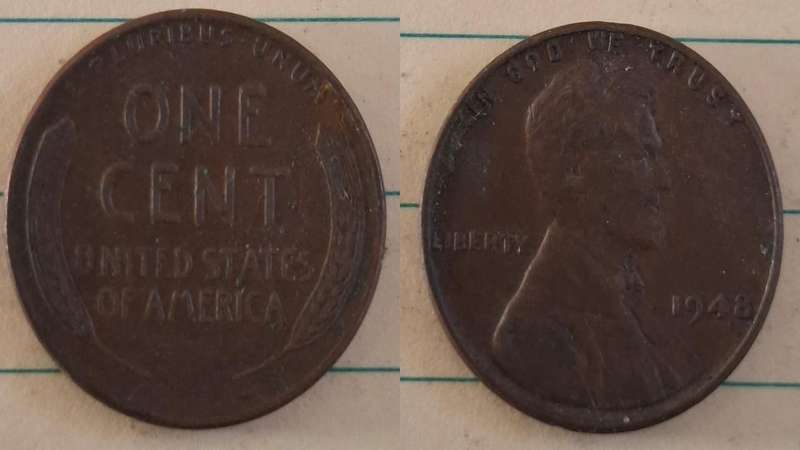 E PLURIBUS UNUM
ONE
CENT
UNITED STATES
OF AMERICA
IN GOD WE TRUST
LIBERTY
1948